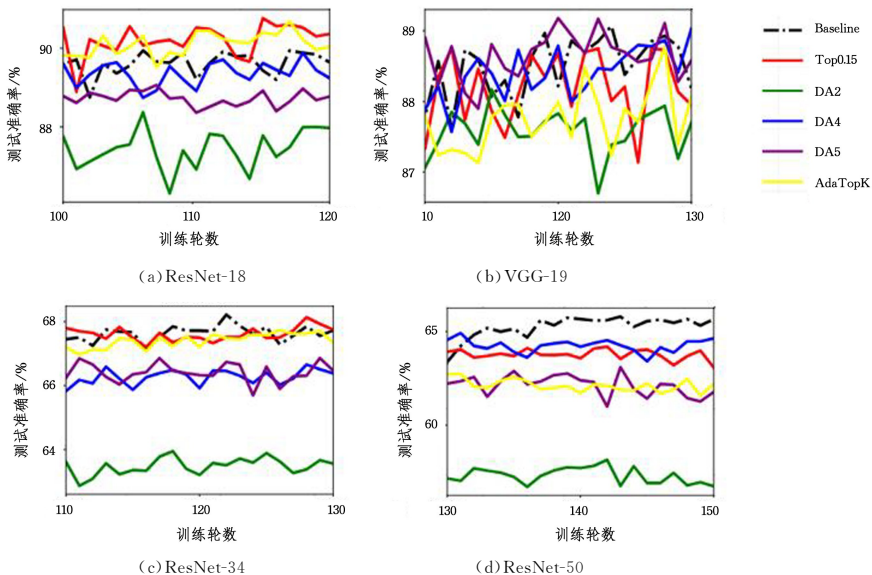 90
88
测试准确率/%
100
110
120
训练轮数
(a)ResNet-18
89
88
87
测试准确率/%
10
120
130
训练轮数
(b)VGG-19
Baseline
Top0.15
DA2
DA4
DA5
AdaTopK
68
66
64
测试准确率/%
110
120
130
训练轮数
(c)ResNet-34
65
60
测试准确率/%
130
140
150
训练轮数
(d)ResNet-50